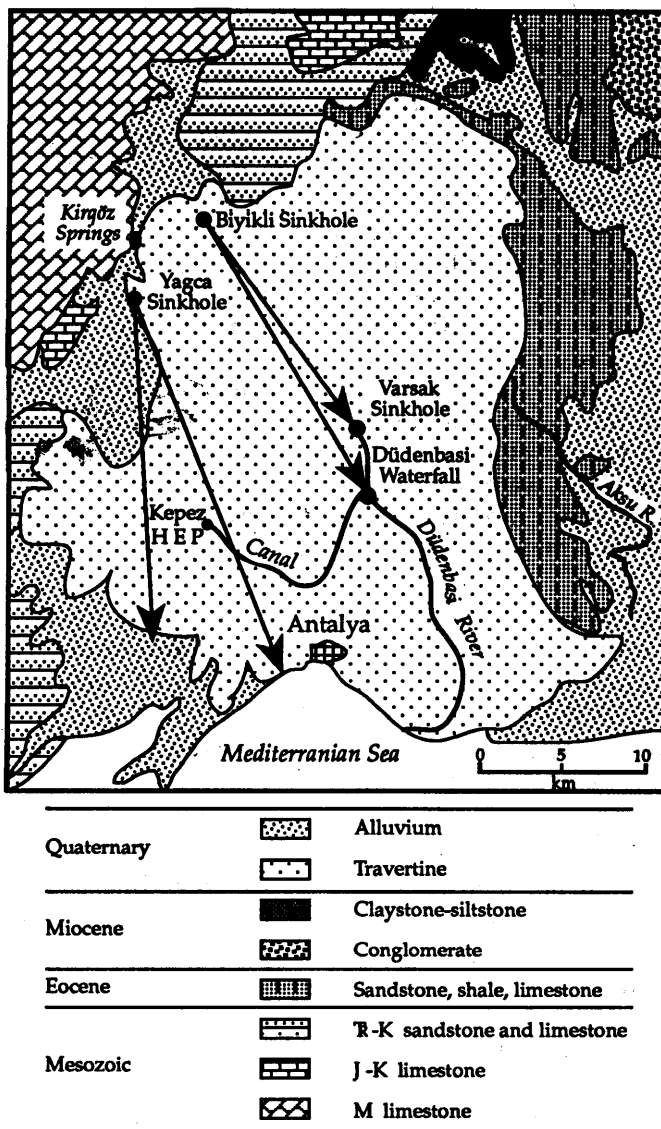 Kirgöz
Springs
Biyikli Sinkhole
Yagca
Sinkhole
Varsak
Sinkhole
Düdenbasi
Waterfall
Kepez
H E P
Canal
Düdenbasi
River
Aksu R.
Antalya
Mediterranian Sea
0 5 10
km
Quaternary
Alluvium
Travertine
Miocene
Claystone-siltstone
Conglomerate
Eocene
Sandstone, shale, limestone
Mesozoic
TR-K sandstone and limestone
J-K limestone
M limestone